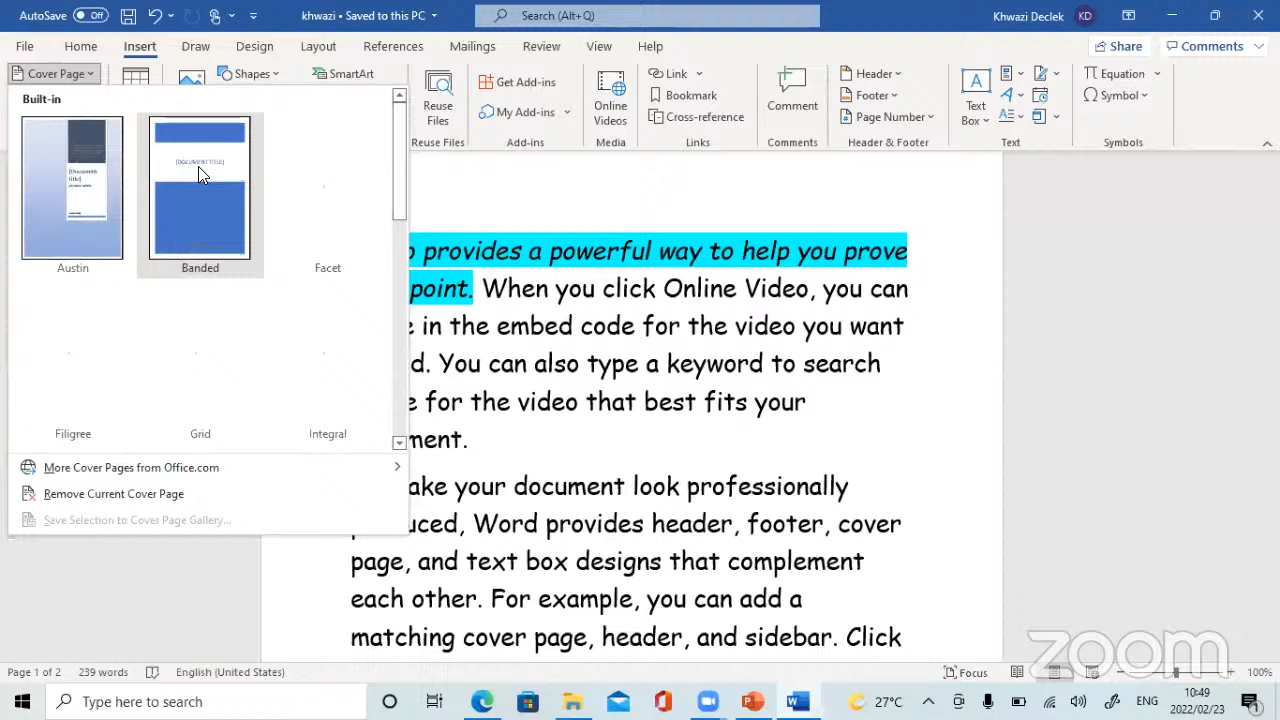 AutoSave Off
khwazi • Saved to this PC
Search (Alt+Q)
Khwazi Declek KD
File Home Insert Draw Design Layout References Mailings Review View Help
Share Comments
Cover Page
Shapes
SmartArt
Reuse Files
Reuse Files
Get Add-ins
My Add-ins
Add-ins
Online Videos
Media
Link
Bookmark
Cross-reference
Links
Comment
Comments
Header
Footer
Page Number
Header & Footer
Text Box
Text
Equation
Symbol
Symbols
Built-in
[Document title]
[DOCUMENT TITLE]
Austin Banded Facet
Filigree Grid Integral
More Cover Pages from Office.com
Remove Current Cover Page
Save Selection to Cover Page Gallery...
provides a powerful way to help you prove
point. When you click Online Video, you can
in the embed code for the video you want
You can also type a keyword to search
for the video that best fits your
ake your document look professionally
uced, Word provides header, footer, cover
page, and text box designs that complement
each other. For example, you can add a
matching cover page, header, and sidebar. Click
zoom
Page 1 of 2 239 words English (United States) Focus 100%
Type here to search
27°C ENG 10:49
2022/02/23